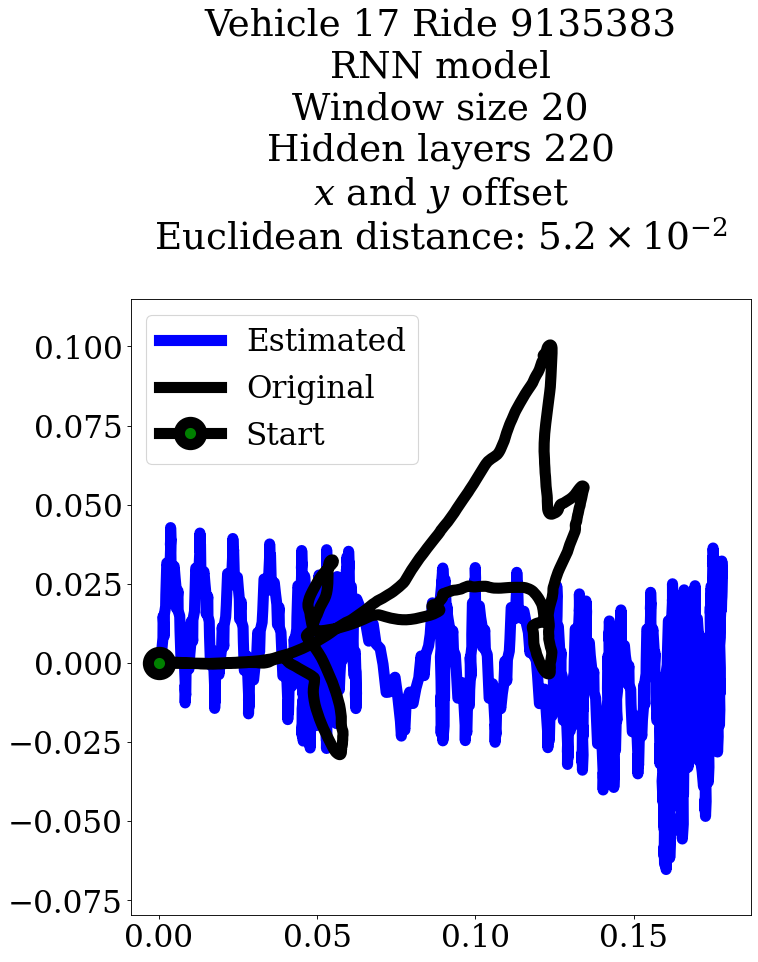 Vehicle 17 Ride 9135383
RNN model
Window size 20
Hidden layers 220
x and y offset
Euclidean distance: 5.2 × 10⁻²
Estimated
Original
Start
0.100
0.075
0.050
0.025
0.000
−0.025
−0.050
−0.075
0.00 0.05 0.10 0.15